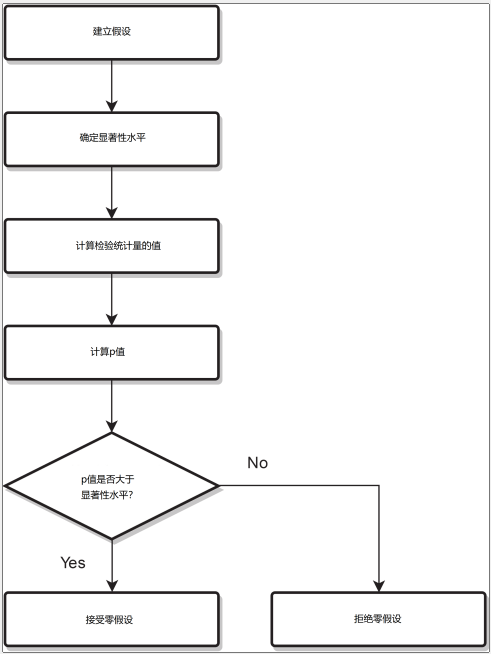 建立假设
确定显著性水平
计算检验统计量的值
计算p值
p值是否大于
显著性水平?
No
Yes
接受零假设
拒绝零假设